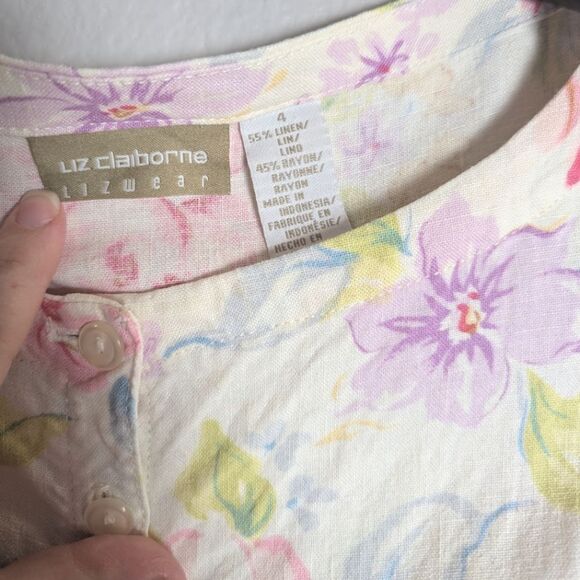 Liz claiborne
Lizwear
4
55% LINEN/
LIN/
LINO
45% RAYON/
RAYONNE/
RAYON
MADE IN
INDONESIA/
FABRIQUE EN
INDONÉSIE/
HECHO EN